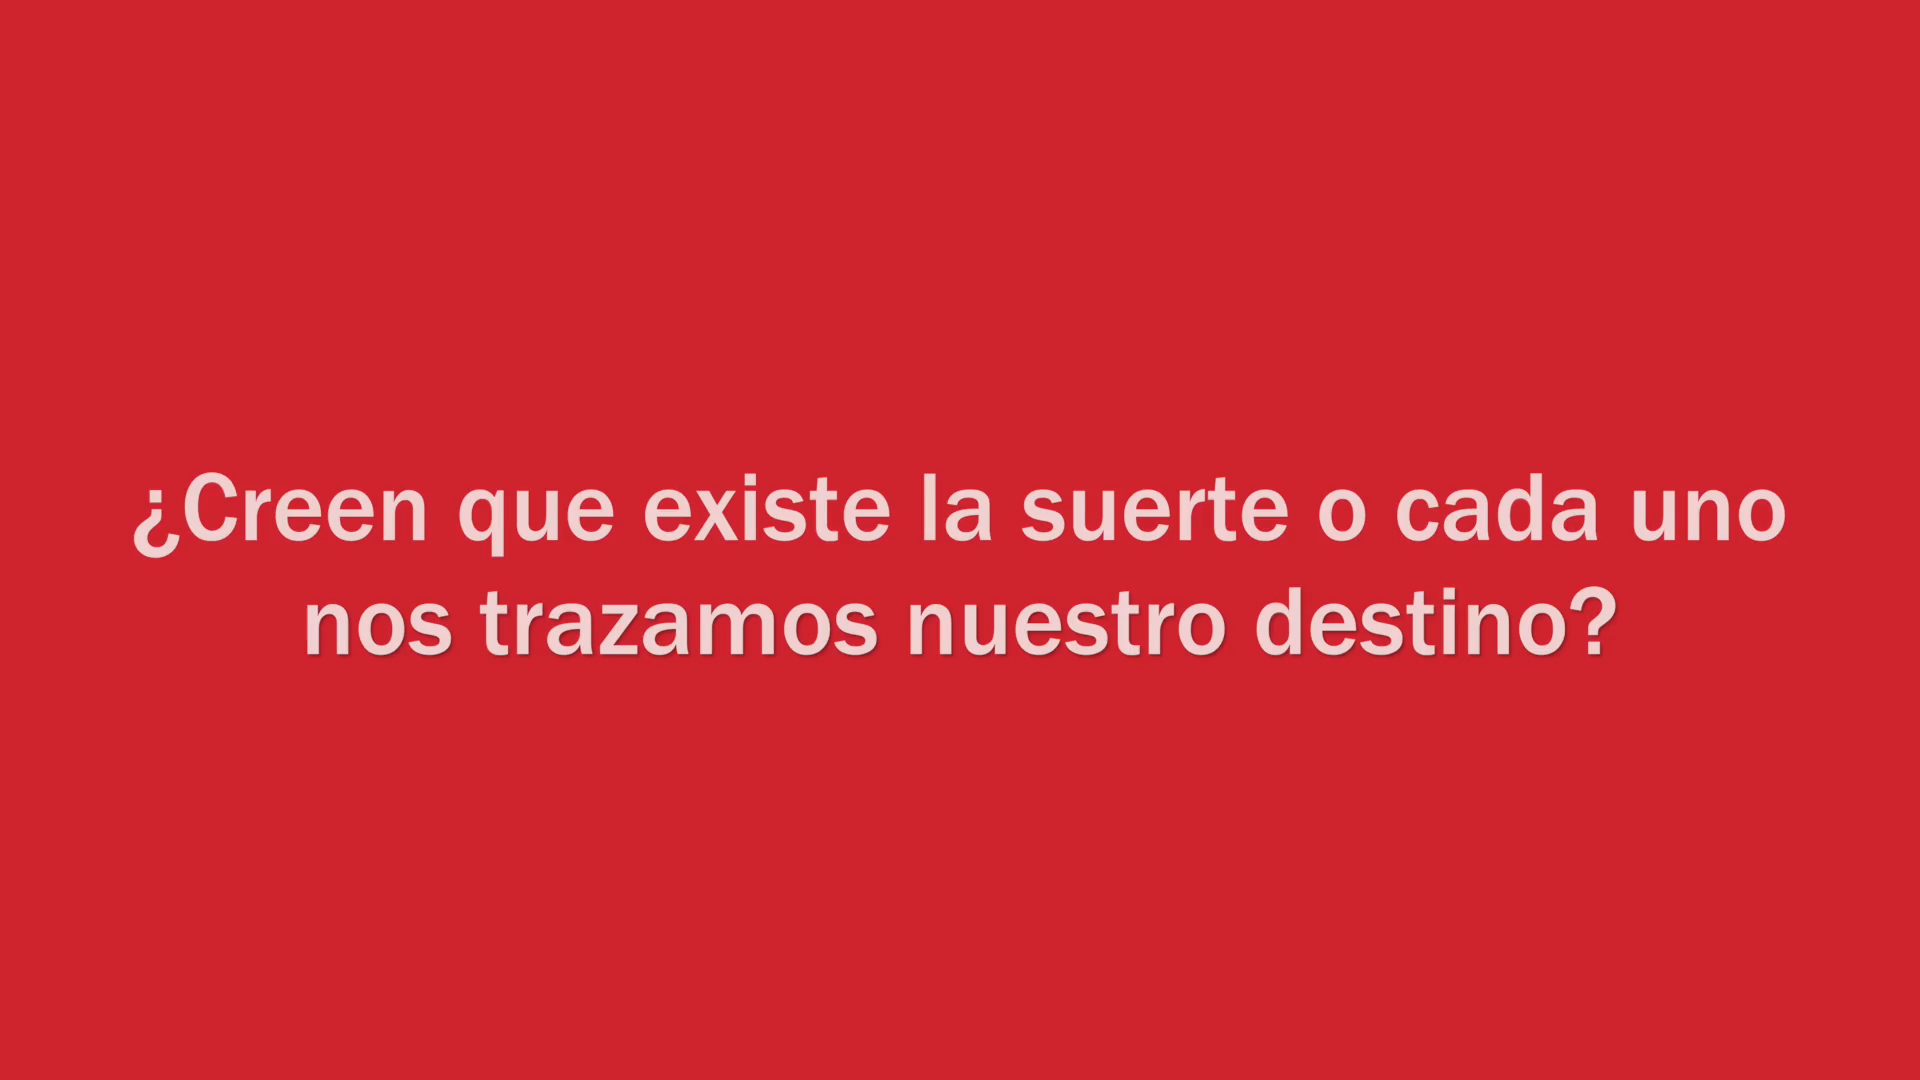 ¿Creen que existe la suerte o cada uno
nos trazamos nuestro destino?